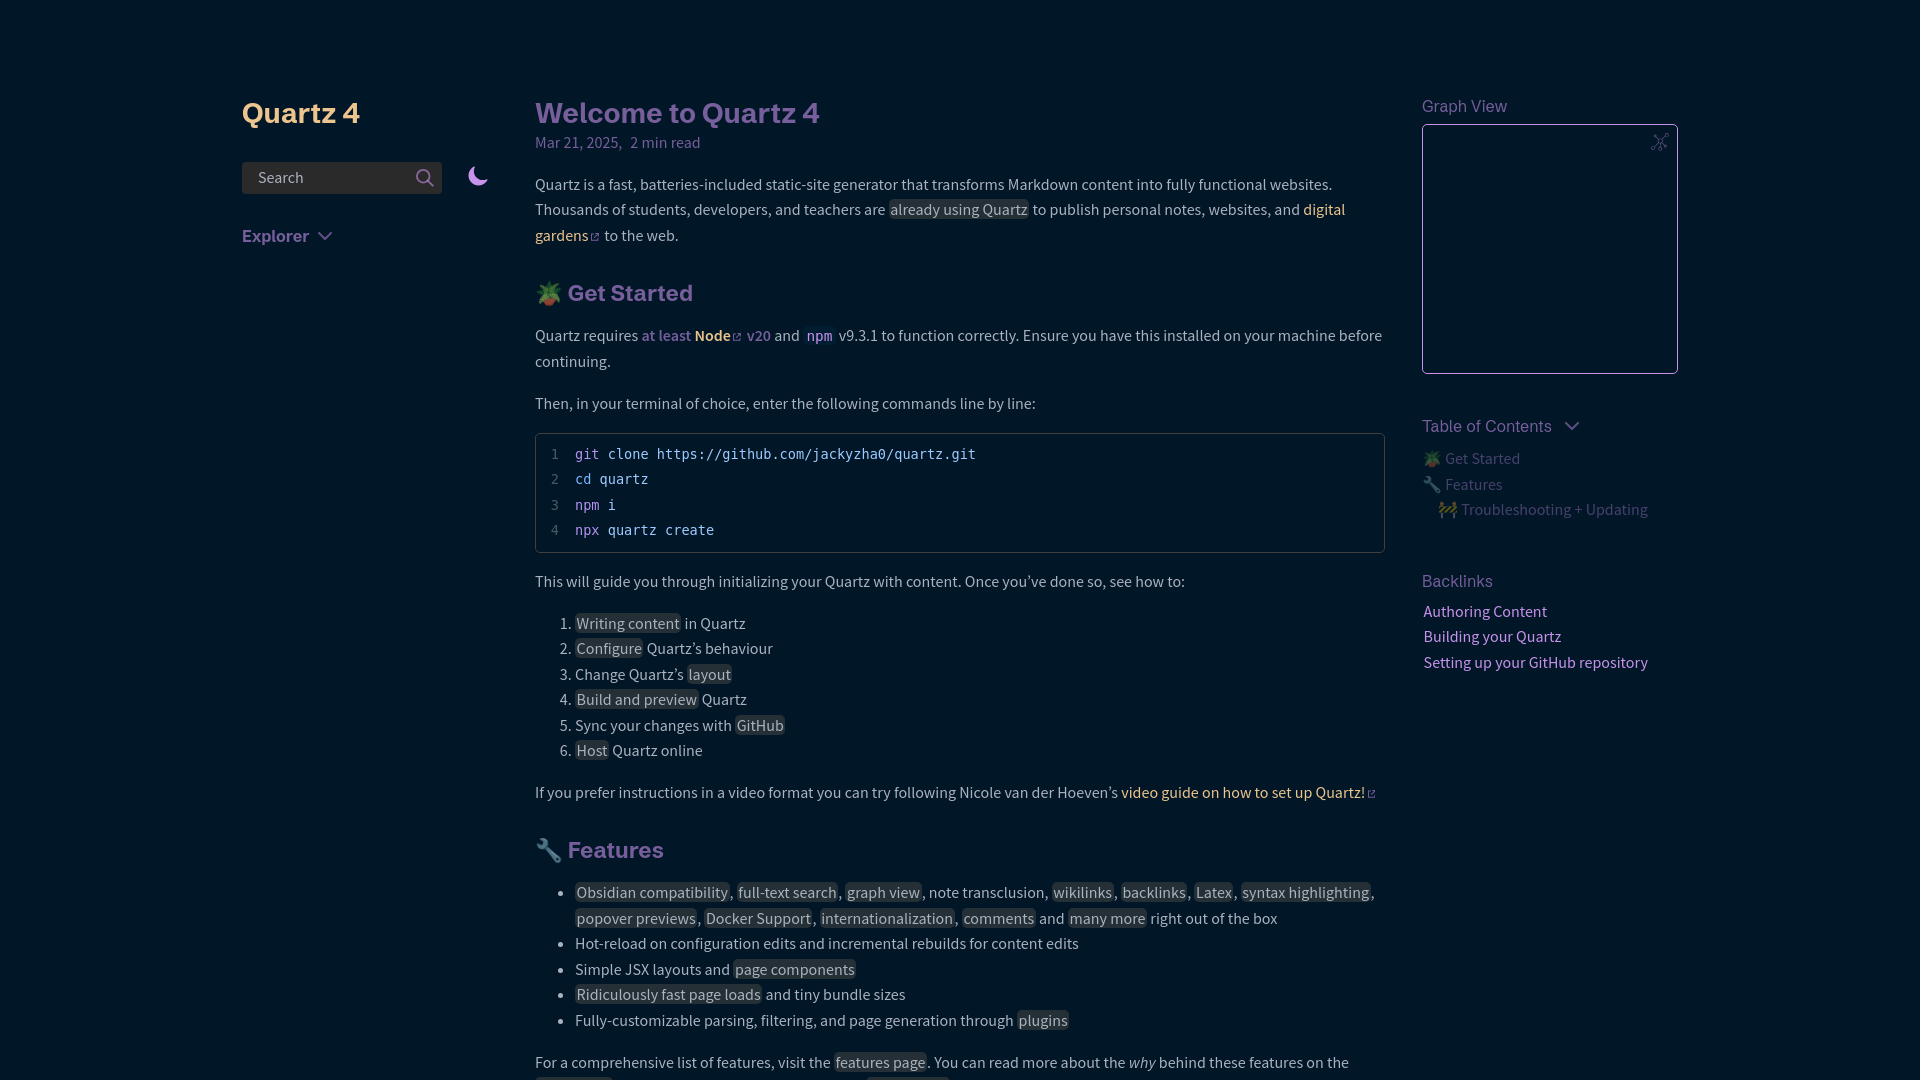 Quartz 4
Search
Explorer
Welcome to Quartz 4
Mar 21, 2025, 2 min read
Quartz is a fast, batteries-included static-site generator that transforms Markdown content into fully functional websites.
Thousands of students, developers, and teachers are already using Quartz to publish personal notes, websites, and digital
gardens to the web.
🪴 Get Started
Quartz requires at least Node v20 and npm v9.3.1 to function correctly. Ensure you have this installed on your machine before
continuing.
Then, in your terminal of choice, enter the following commands line by line:
1 git clone https://github.com/jackyzha0/quartz.git
2 cd quartz
3 npm i
4 npx quartz create
This will guide you through initializing your Quartz with content. Once you’ve done so, see how to:
1. Writing content in Quartz
2. Configure Quartz’s behaviour
3. Change Quartz’s layout
4. Build and preview Quartz
5. Sync your changes with GitHub
6. Host Quartz online
If you prefer instructions in a video format you can try following Nicole van der Hoeven’s video guide on how to set up Quartz!
🔧 Features
• Obsidian compatibility, full-text search, graph view, note transclusion, wikilinks, backlinks, Latex, syntax highlighting,
popover previews, Docker Support, internationalization, comments and many more right out of the box
• Hot-reload on configuration edits and incremental rebuilds for content edits
• Simple JSX layouts and page components
• Ridiculously fast page loads and tiny bundle sizes
• Fully-customizable parsing, filtering, and page generation through plugins
For a comprehensive list of features, visit the features page. You can read more about the why behind these features on the
Graph View
Table of Contents
🪴 Get Started
🔧 Features
🚧 Troubleshooting + Updating
Backlinks
Authoring Content
Building your Quartz
Setting up your GitHub repository